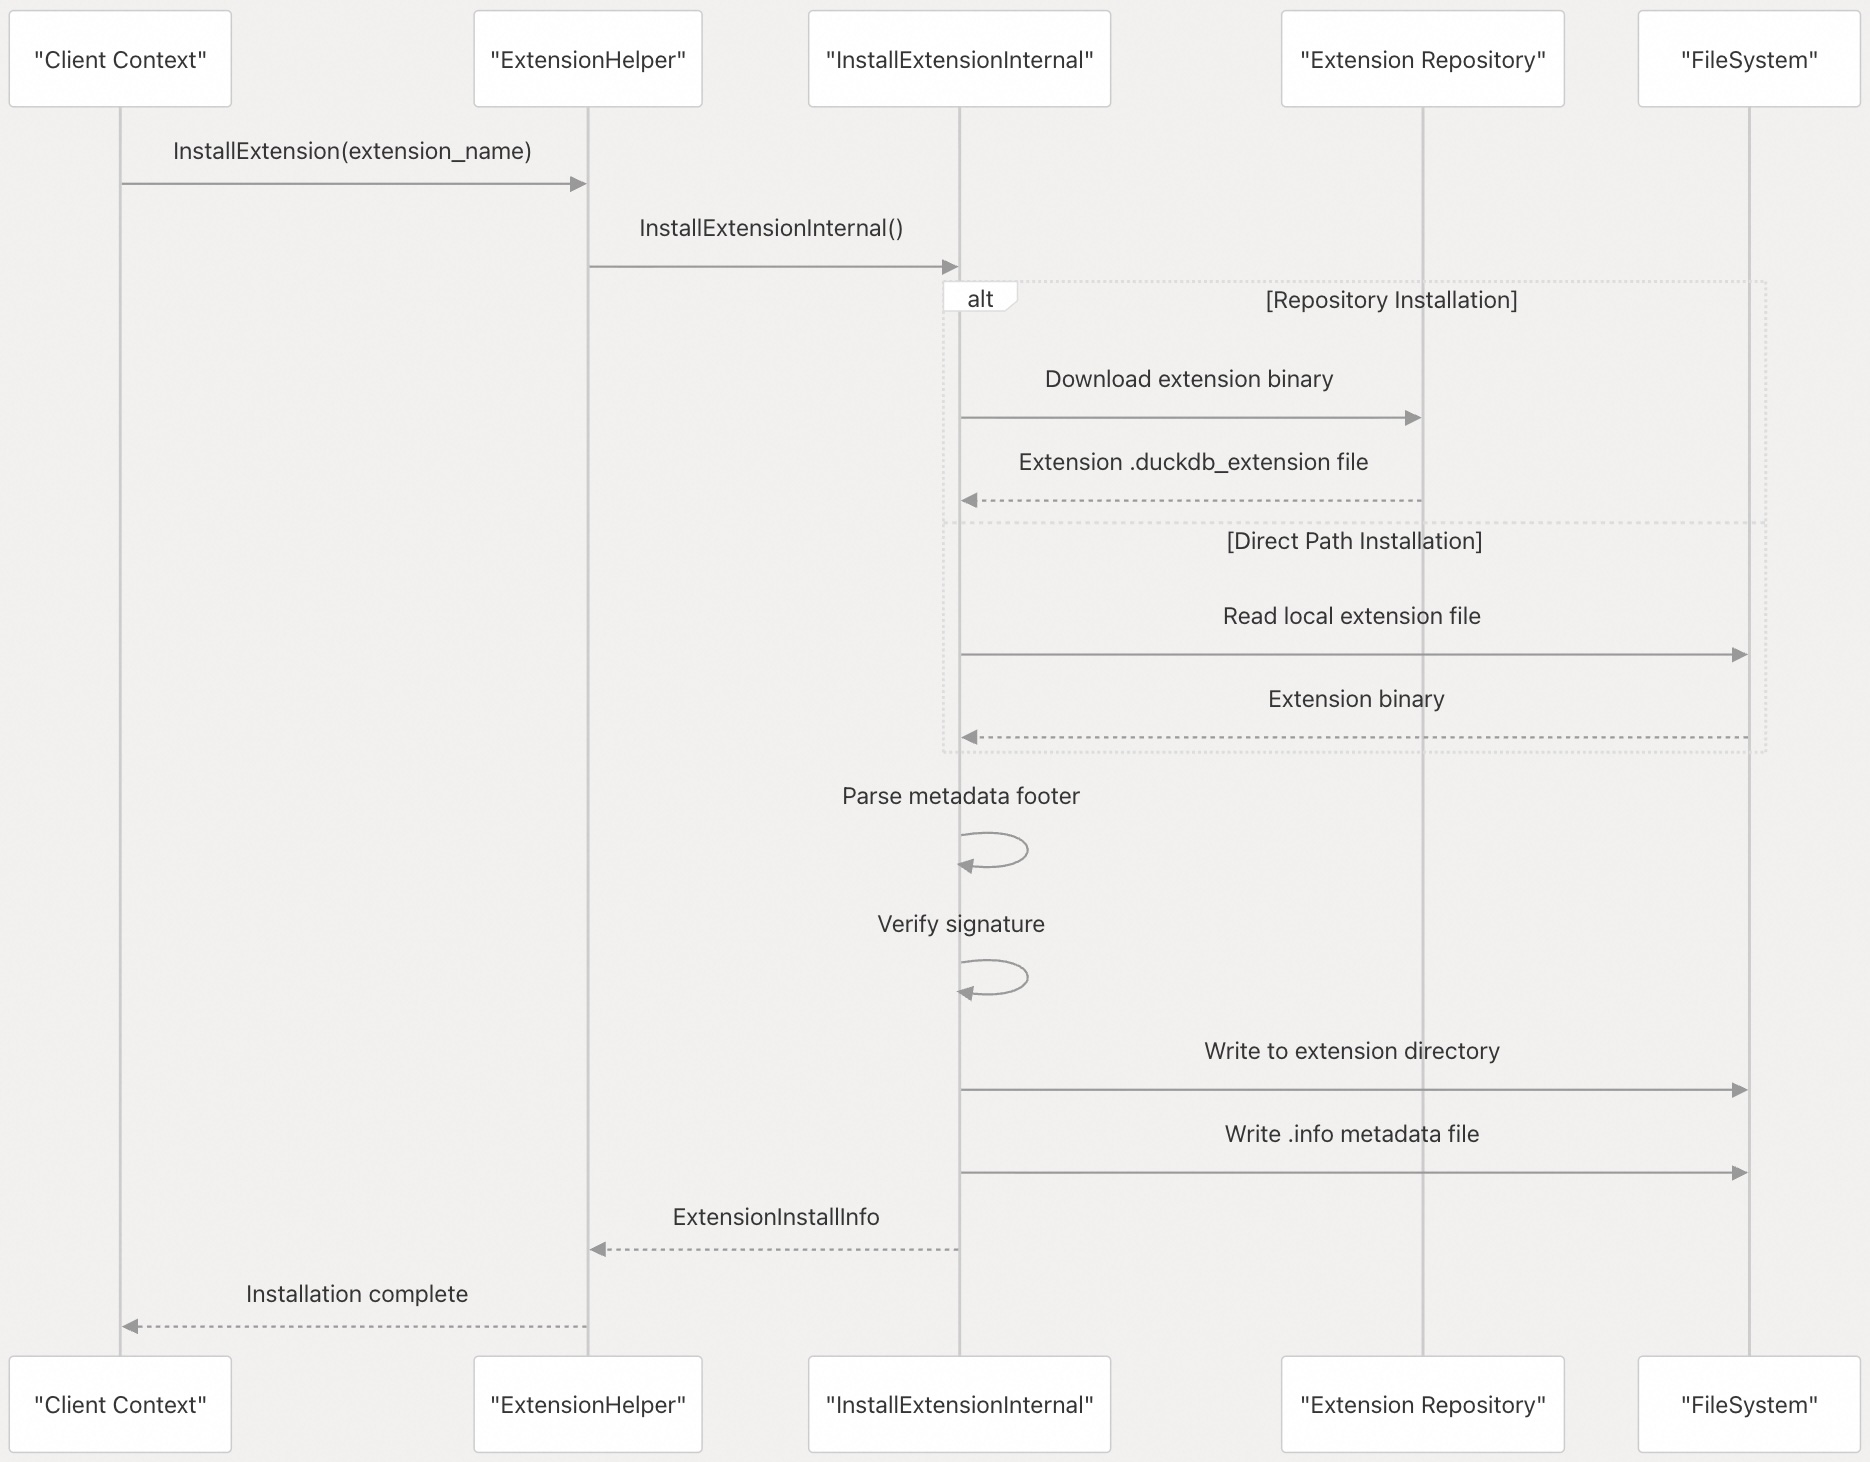 "Client Context"
"ExtensionHelper"
"InstallExtensionInternal"
"Extension Repository"
"FileSystem"
InstallExtension(extension_name)
InstallExtensionInternal()
alt
[Repository Installation]
Download extension binary
Extension .duckdb_extension file
[Direct Path Installation]
Read local extension file
Extension binary
Parse metadata footer
Verify signature
Write to extension directory
Write .info metadata file
ExtensionInstallInfo
Installation complete
"Client Context"
"ExtensionHelper"
"InstallExtensionInternal"
"Extension Repository"
"FileSystem"